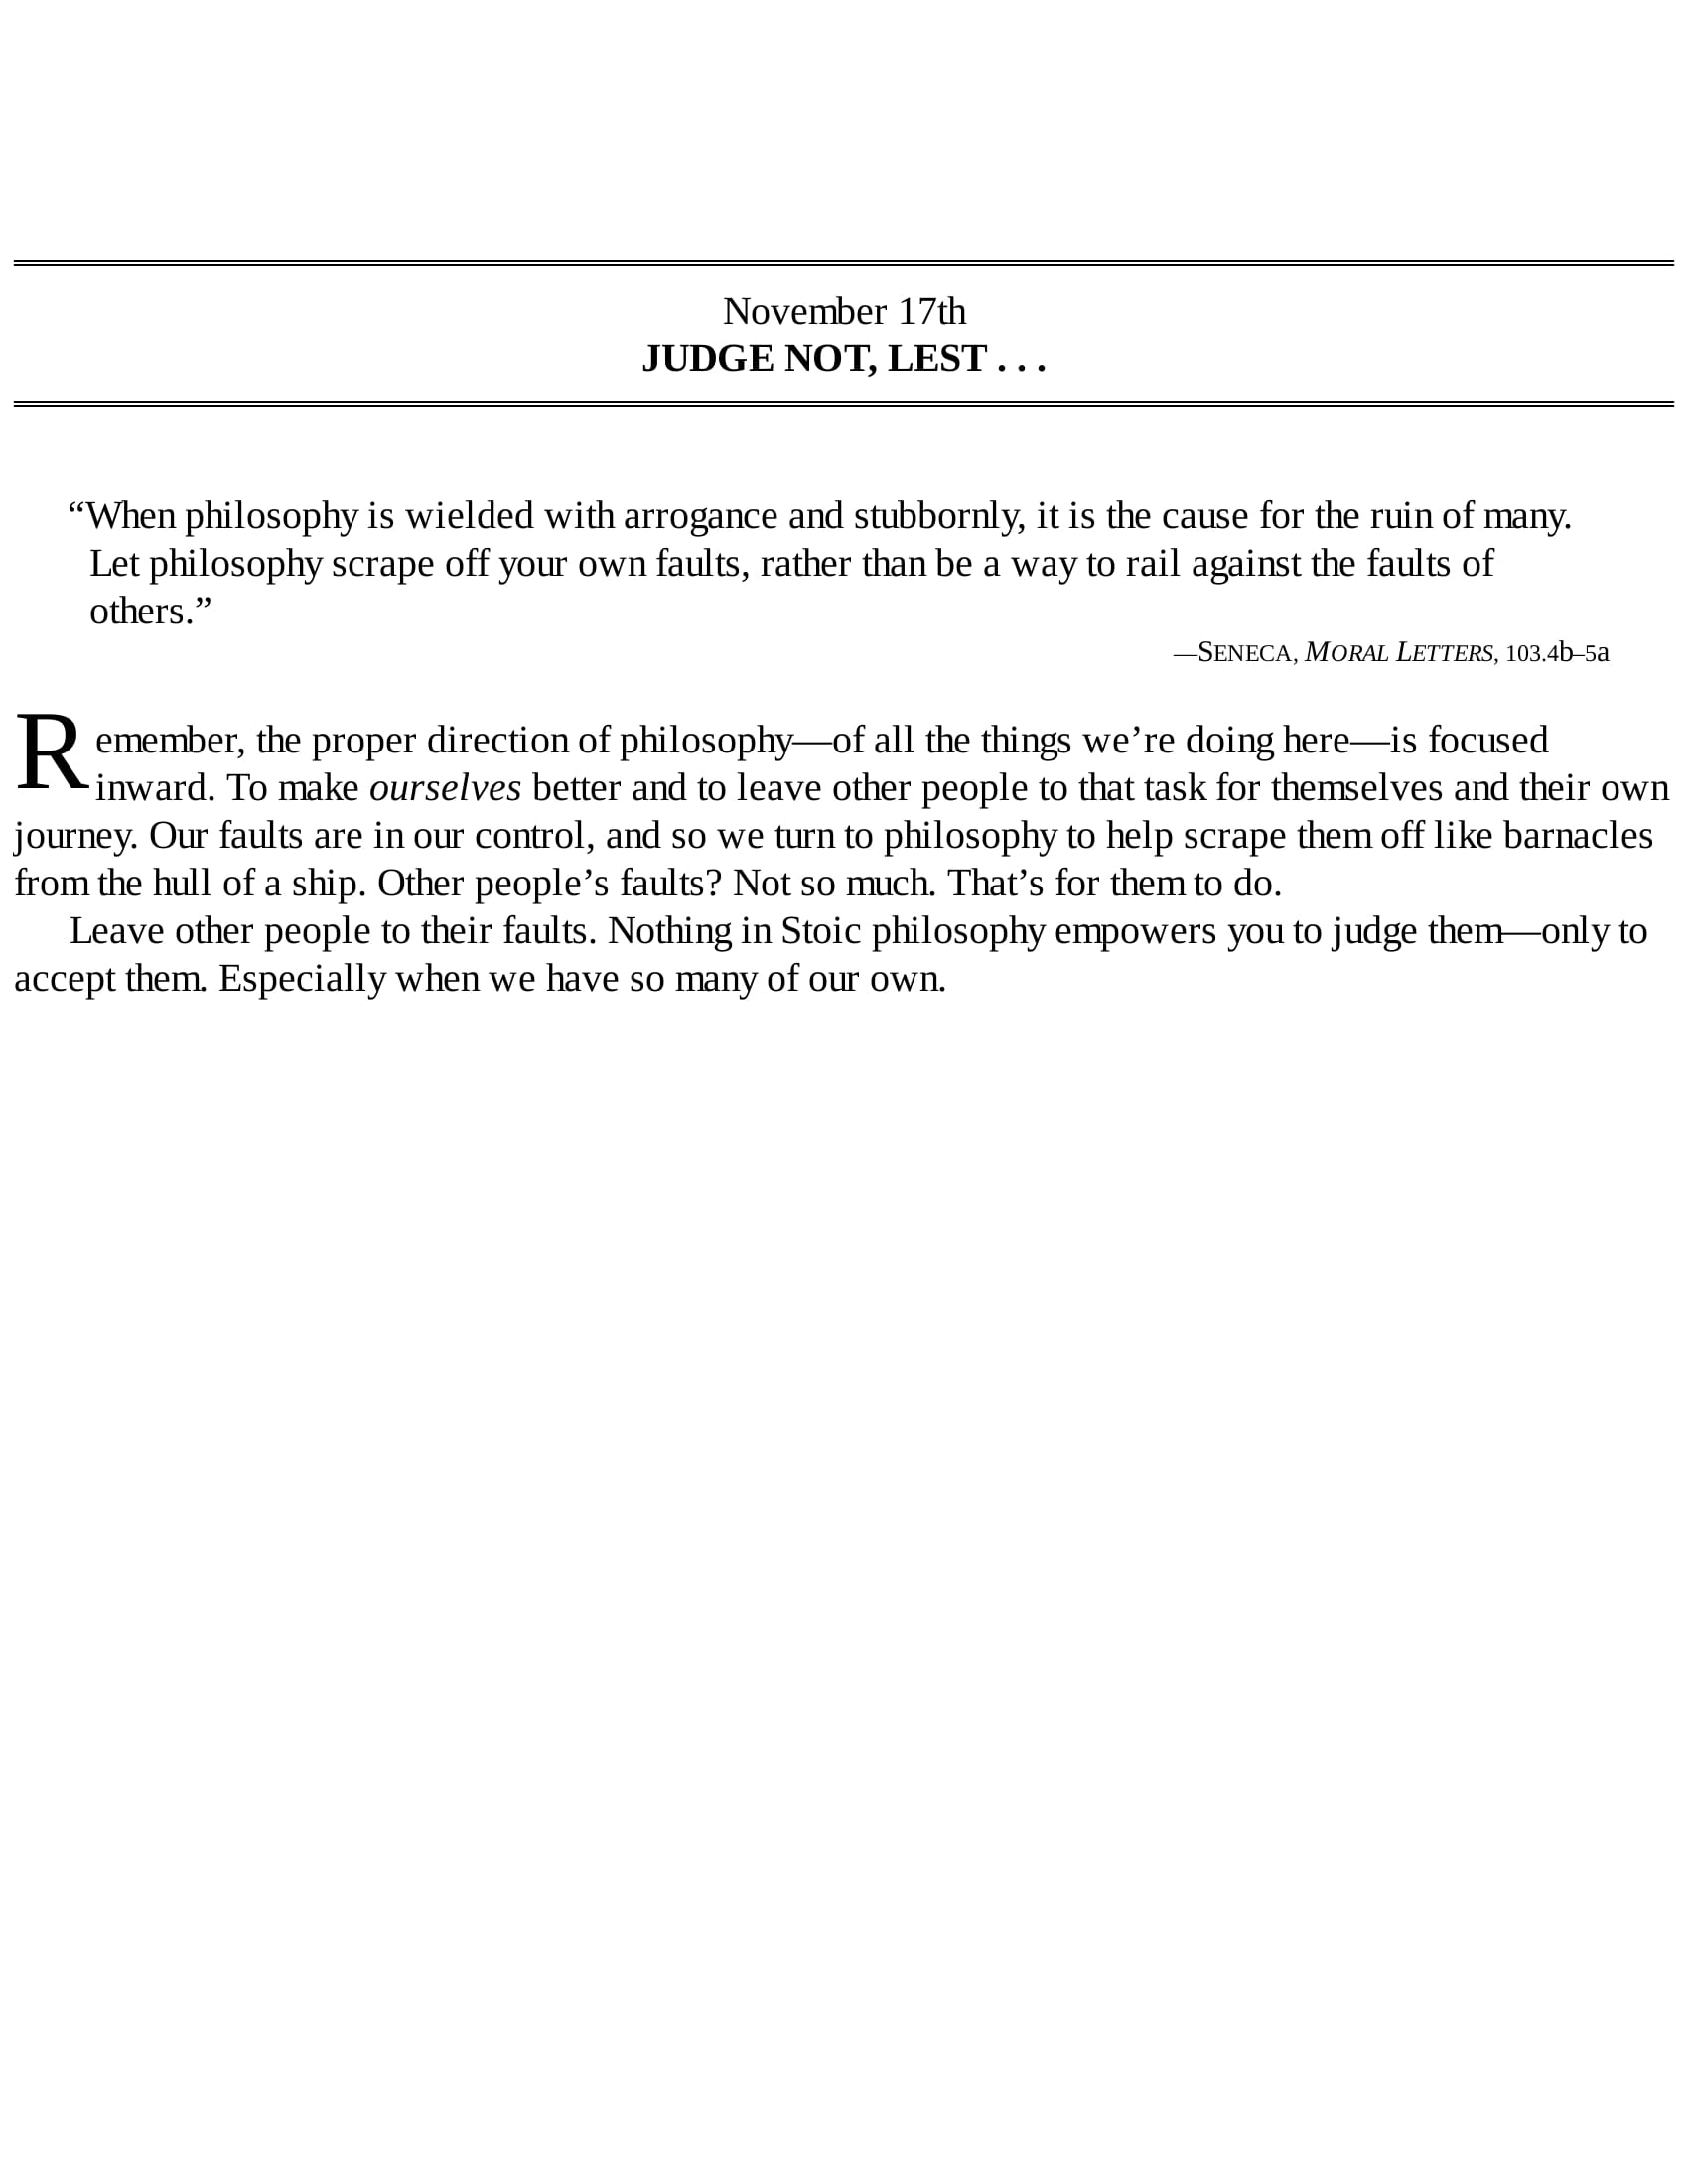 November 17th
JUDGE NOT, LEST . . .
“When philosophy is wielded with arrogance and stubbornly, it is the cause for the ruin of many.
Let philosophy scrape off your own faults, rather than be a way to rail against the faults of
others.”
—SENECA, MORAL LETTERS, 103.4b–5a
Remember, the proper direction of philosophy—of all the things we’re doing here—is focused
inward. To make ourselves better and to leave other people to that task for themselves and their own
journey. Our faults are in our control, and so we turn to philosophy to help scrape them off like barnacles
from the hull of a ship. Other people’s faults? Not so much. That’s for them to do.
Leave other people to their faults. Nothing in Stoic philosophy empowers you to judge them—only to
accept them. Especially when we have so many of our own.